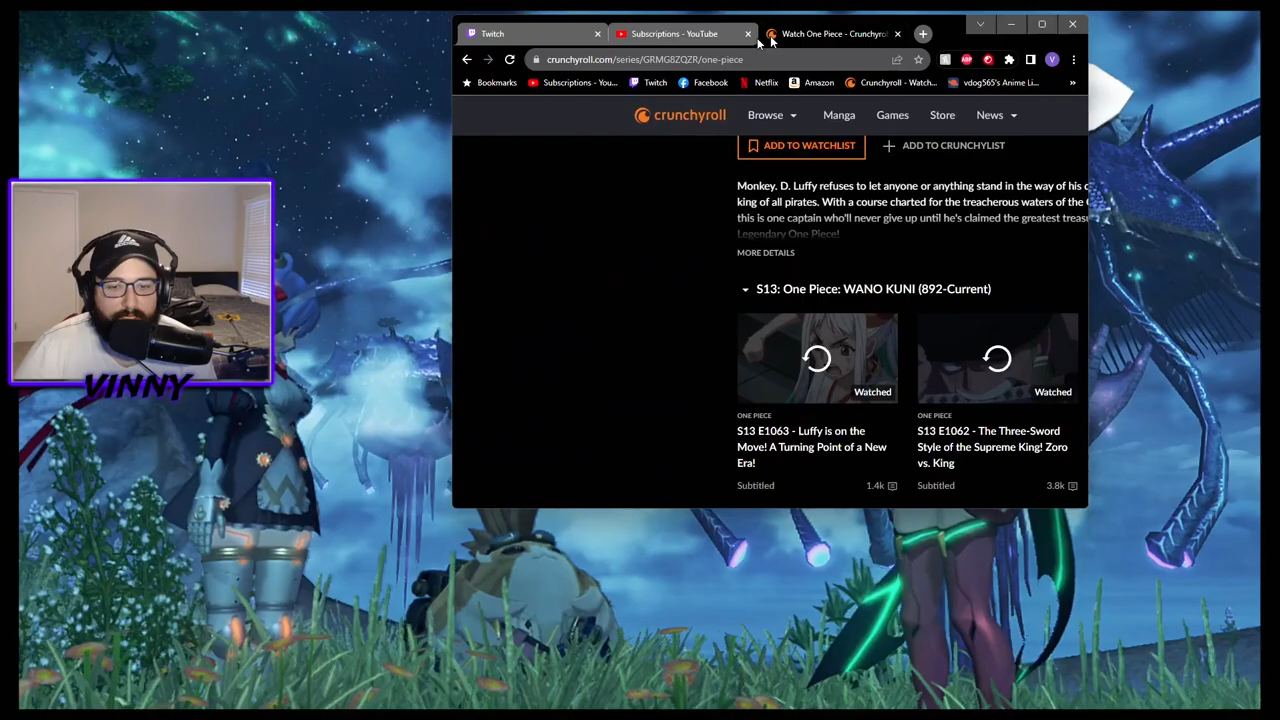 Twitch
Subscriptions - YouTube
Watch One Piece - Crunchyrol
crunchyroll.com/series/GRMG8ZQZR/one-piece
V
Bookmarks
Subscriptions - You...
Twitch
Facebook
Netflix
Amazon
Crunchyroll - Watch...
vdog565's Anime Li...
»
crunchyroll
Browse
Manga
Games
Store
News
ADD TO WATCHLIST
ADD TO CRUNCHYLIST
Monkey. D. Luffy refuses to let anyone or anything stand in the way of his
king of all pirates. With a course charted for the treacherous waters of the
this is one captain who'll never give up until he's claimed the greatest
Legendary One Piece!
MORE DETAILS
S13: One Piece: WANO KUNI (892-Current)
Watched
Watched
ONE PIECE
S13 E1063 - Luffy is on the
Move! A Turning Point of a New
Era!
Subtitled
1.4k
ONE PIECE
S13 E1062 - The Three-Sword
Style of the Supreme King! Zoro
vs. King
Subtitled
3.8k
VINNY